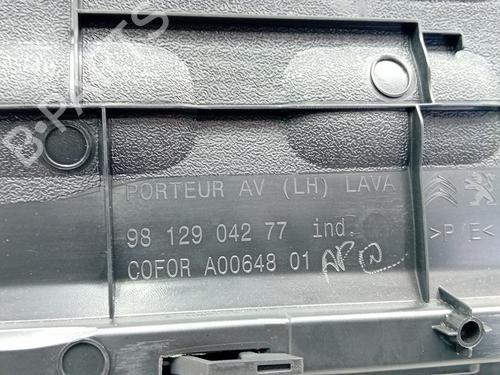 B-PARTS
PORTEUR AV (LH) LAVA
98 129 042 77 ind.
COFOR A00648 01